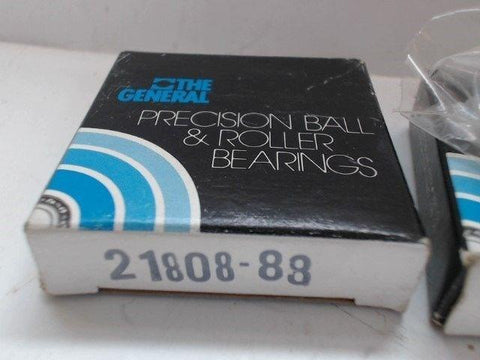 THE
GENERAL
PRECISION BALL
& ROLLER
BEARINGS
21808-88